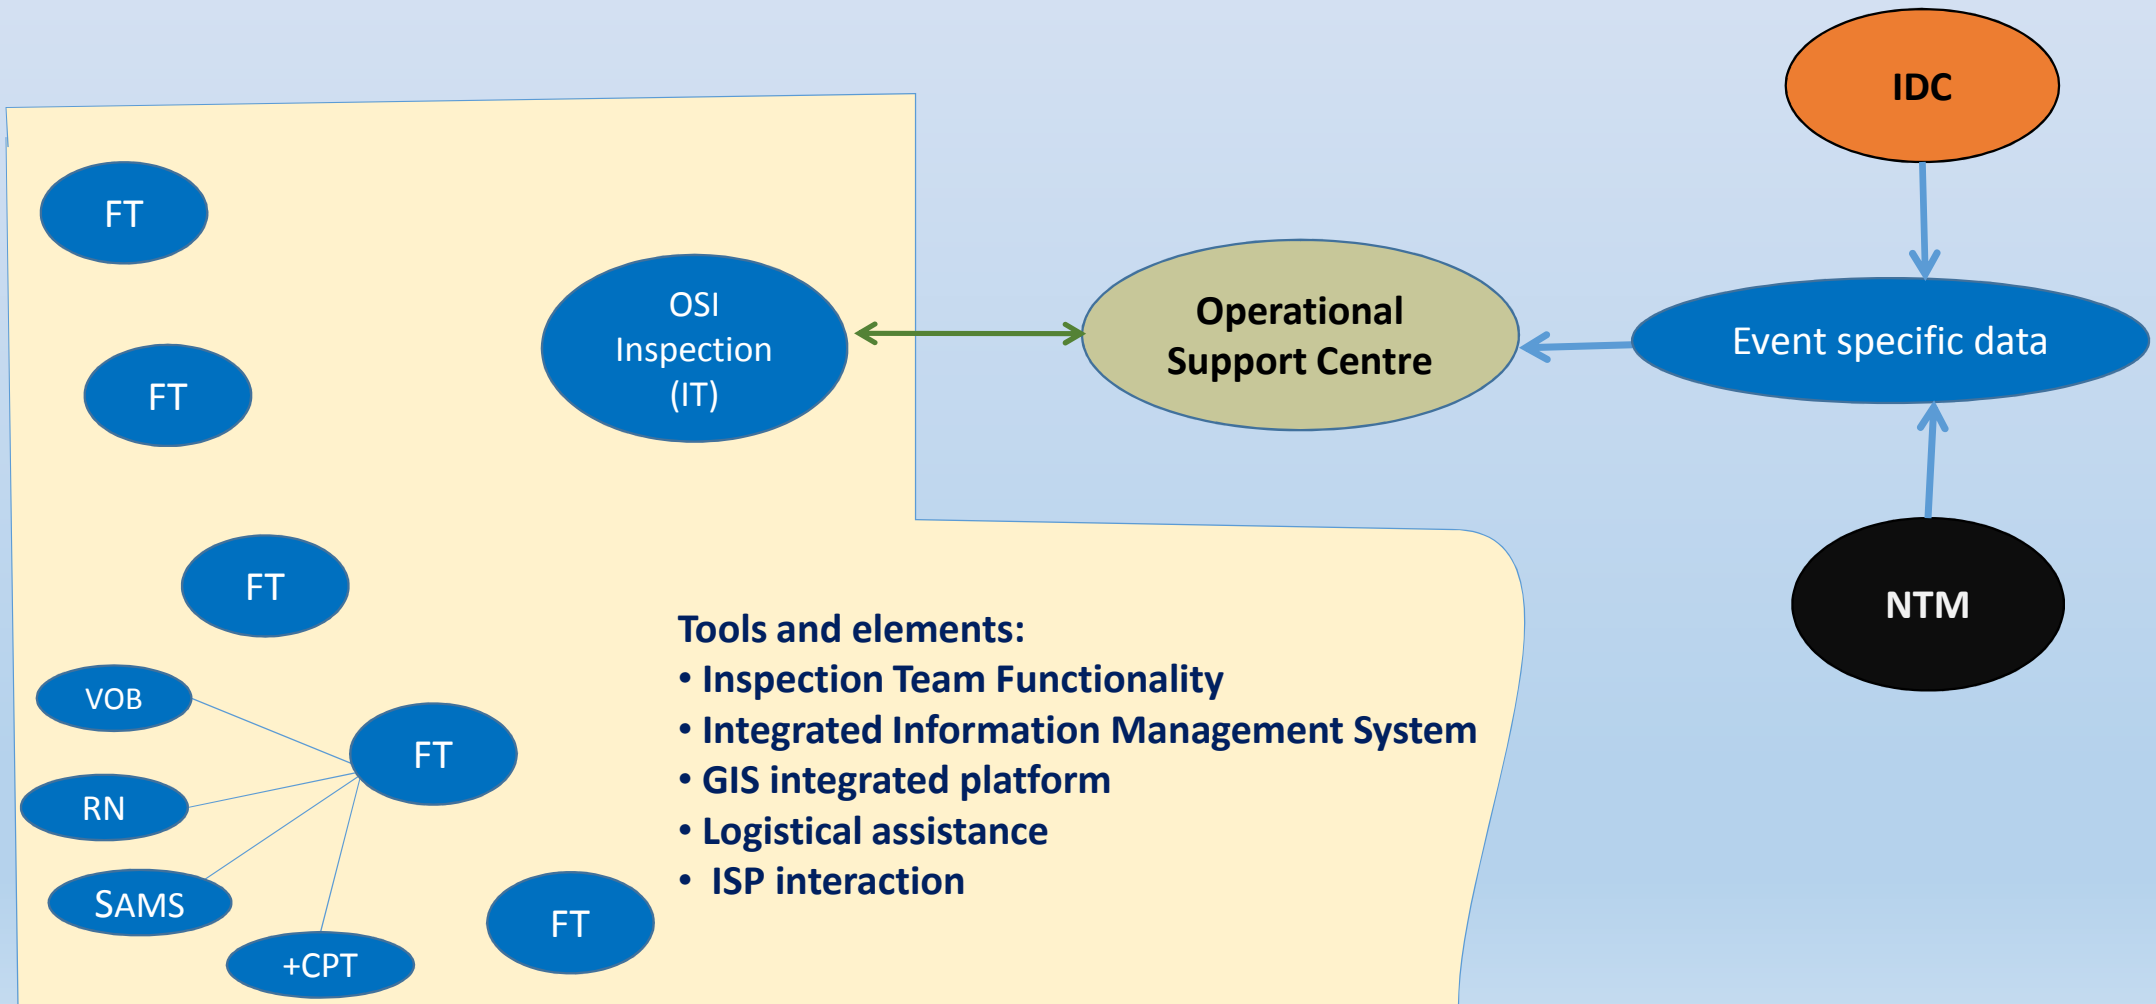 IDC
FT
OSI
Inspection
(IT)
Operational
Support Centre
Event specific data
FT
FT
NTM
Tools and elements:
• Inspection Team Functionality
• Integrated Information Management System
• GIS integrated platform
• Logistical assistance
• ISP interaction
VOB
FT
RN
SAMS
FT
+CPT